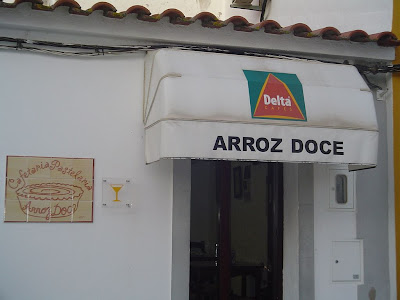 Delta
CAFÉS
ARROZ DOCE
Cafetaria Pastelaria
Arroz Doce